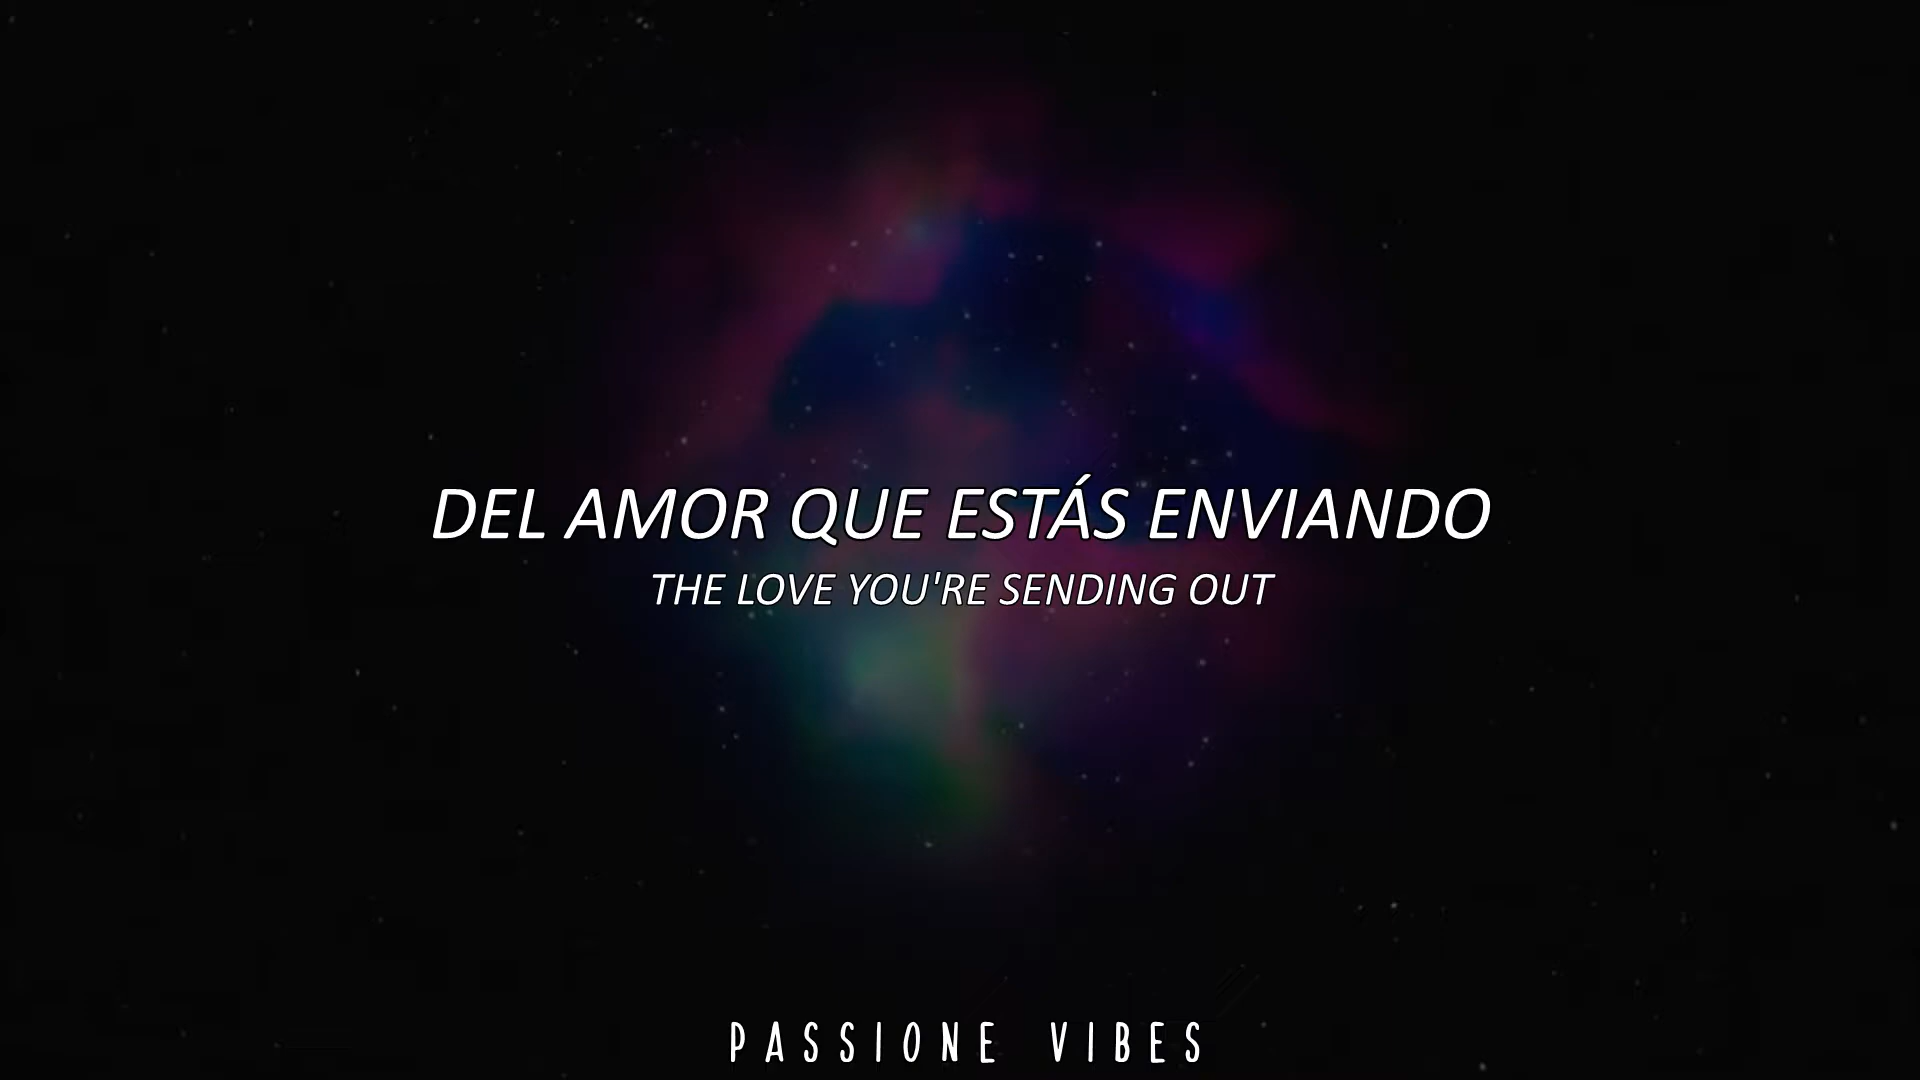 DEL AMOR QUE ESTÁS ENVIANDO
THE LOVE YOU'RE SENDING OUT
PASSIONE VIBES